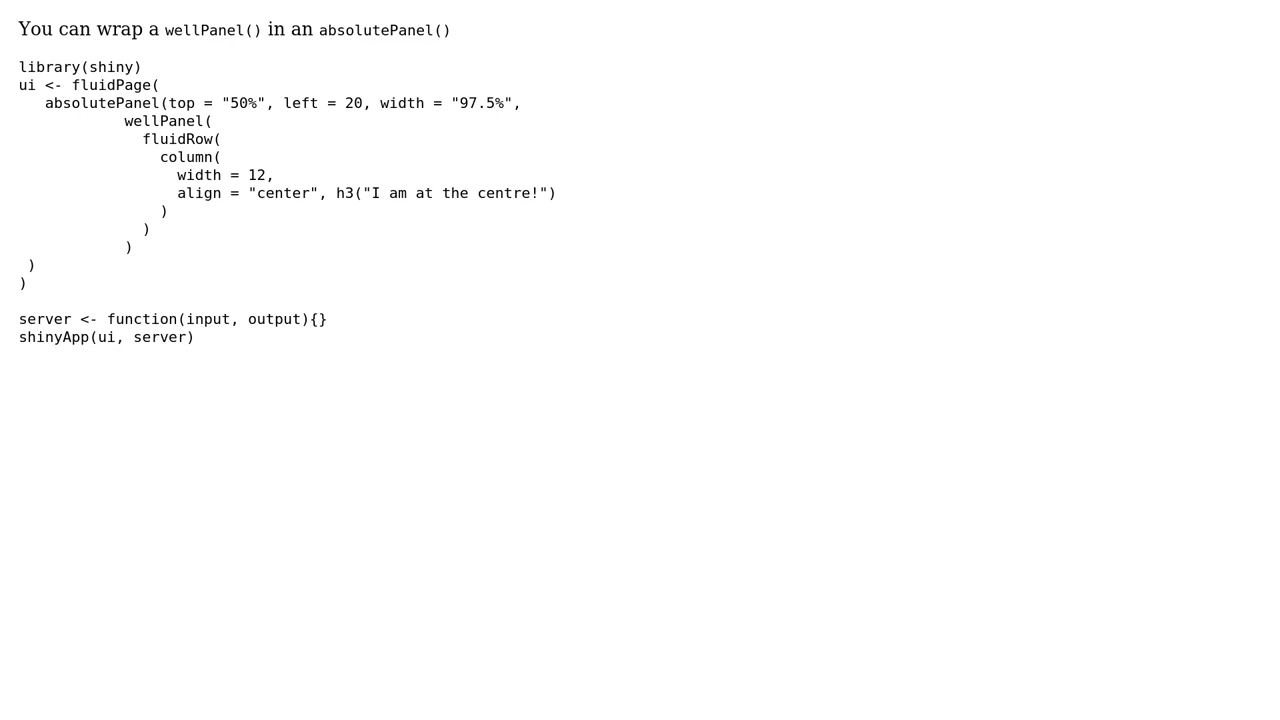 You can wrap a wellPanel() in an absolutePanel()
library(shiny)
ui <- fluidPage(
   absolutePanel(top = "50%", left = 20, width = "97.5%",
            wellPanel(
              fluidRow(
                column(
                  width = 12,
                  align = "center", h3("I am at the centre!")
                )
              )
            )
 )
)
server <- function(input, output){}
shinyApp(ui, server)